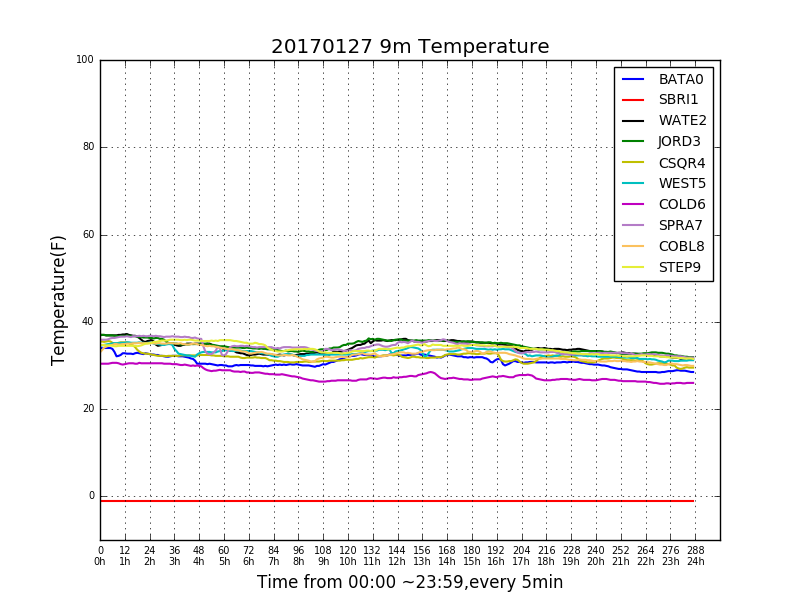 20170127 9m Temperature
100
80
60
40
20
0
Temperature(F)
BATA0
SBRI1
WATE2
JORD3
CSQR4
WEST5
COLD6
SPRA7
COBL8
STEP9
0 12 24 36 48 60 72 84 96 108 120 132 144 156 168 180 192 204 216 228 240 252 264 276 288
0h 1h 2h 3h 4h 5h 6h 7h 8h 9h 10h 11h 12h 13h 14h 15h 16h 17h 18h 19h 20h 21h 22h 23h 24h
Time from 00:00 ~23:59,every 5min